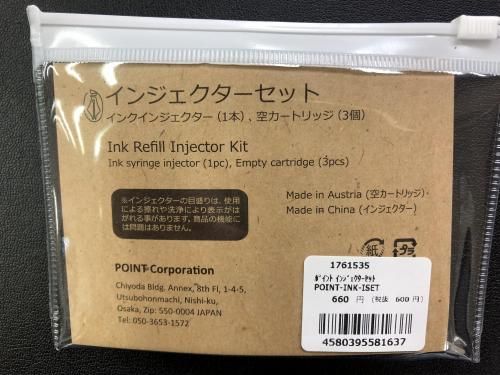 インジェクターセット
インクインジェクター（1本）、空カートリッジ（3個）
Ink Refill Injector Kit
Ink syringe injector (1pc), Empty cartridge (3pcs)
※インジェクターの目盛りは、使用
による擦れや洗浄により表示がは
がれる事があります。商品の機能に
は問題はありません。
Made in Austria（空カートリッジ）
Made in China（インジェクター）
紙
プラ
POINT Corporation
Chiyoda Bldg. Annex, 8th Fl, 1-4-5,
Utsubohonmachi, Nishi-ku,
Osaka, Zip: 550-0004 JAPAN
Tel: 050-3653-1572
1761535
ﾎﾟｲﾝﾄ ｲﾝｼﾞｪｸﾀｰｾｯﾄ
POINT-INK-ISET
660 円 (税抜 600 円)
4580395581637